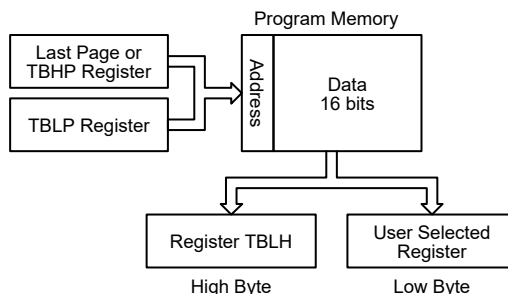 Program Memory
Last Page or
TBHP Register
TBLP Register
Address
Data
16 bits
Register TBLH
User Selected
Register
High Byte
Low Byte